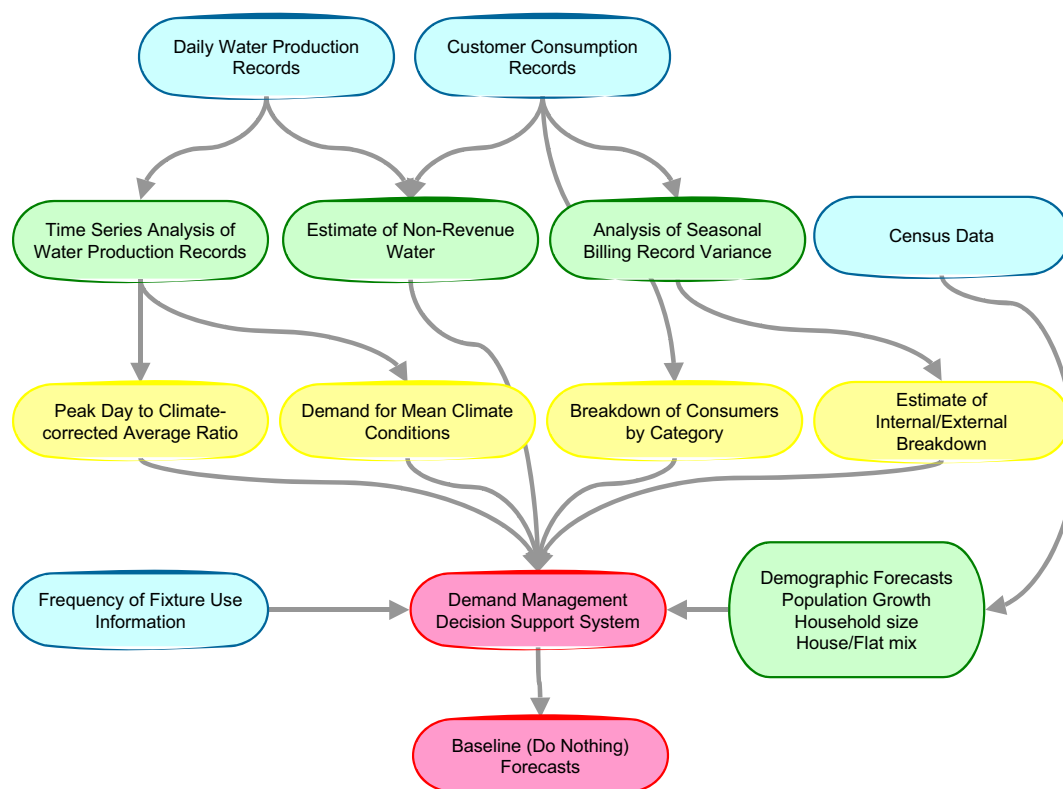 Daily Water Production
Records
Customer Consumption
Records
Time Series Analysis of
Water Production Records
Estimate of Non-Revenue
Water
Analysis of Seasonal
Billing Record Variance
Census Data
Peak Day to Climate-
corrected Average Ratio
Demand for Mean Climate
Conditions
Breakdown of Consumers
by Category
Estimate of
Internal/External
Breakdown
Frequency of Fixture Use
Information
Demand Management
Decision Support System
Demographic Forecasts
Population Growth
Household size
House/Flat mix
Baseline (Do Nothing)
Forecasts